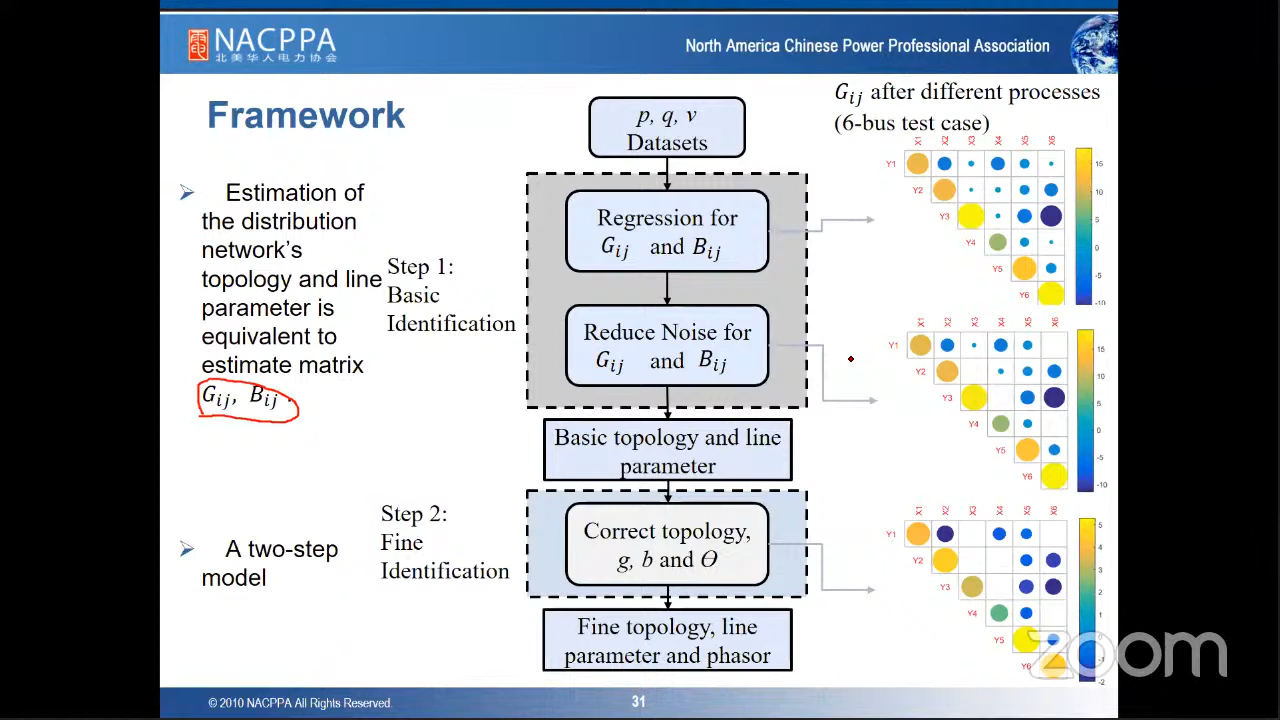 NACPPA
北美华人电力协会
North America Chinese Power Professional Association
Framework
➢ Estimation of
the distribution
network's
topology and line
parameter is
equivalent to
estimate matrix
Gij, Bij .
➢ A two-step
model
Step 1:
Basic
Identification
Step 2:
Fine
Identification
p, q, v
Datasets
Regression for
Gij and Bij
Reduce Noise for
Gij and Bij
Basic topology and line
parameter
Correct topology,
g, b and Θ
Fine topology, line
parameter and phasor
Gij after different processes
(6-bus test case)
X1 X2 X3 X4 X5 X6
Y1
Y2
Y3
Y4
Y5
Y6
15
10
5
0
-5
-10
X1 X2 X3 X4 X5 X6
Y1
Y2
Y3
Y4
Y5
Y6
15
10
5
0
-5
-10
X1 X2 X3 X4 X5 X6
Y1
Y2
Y3
Y4
Y5
Y6
5
4
3
2
1
-2
zoom
© 2010 NACPPA All Rights Reserved.
31